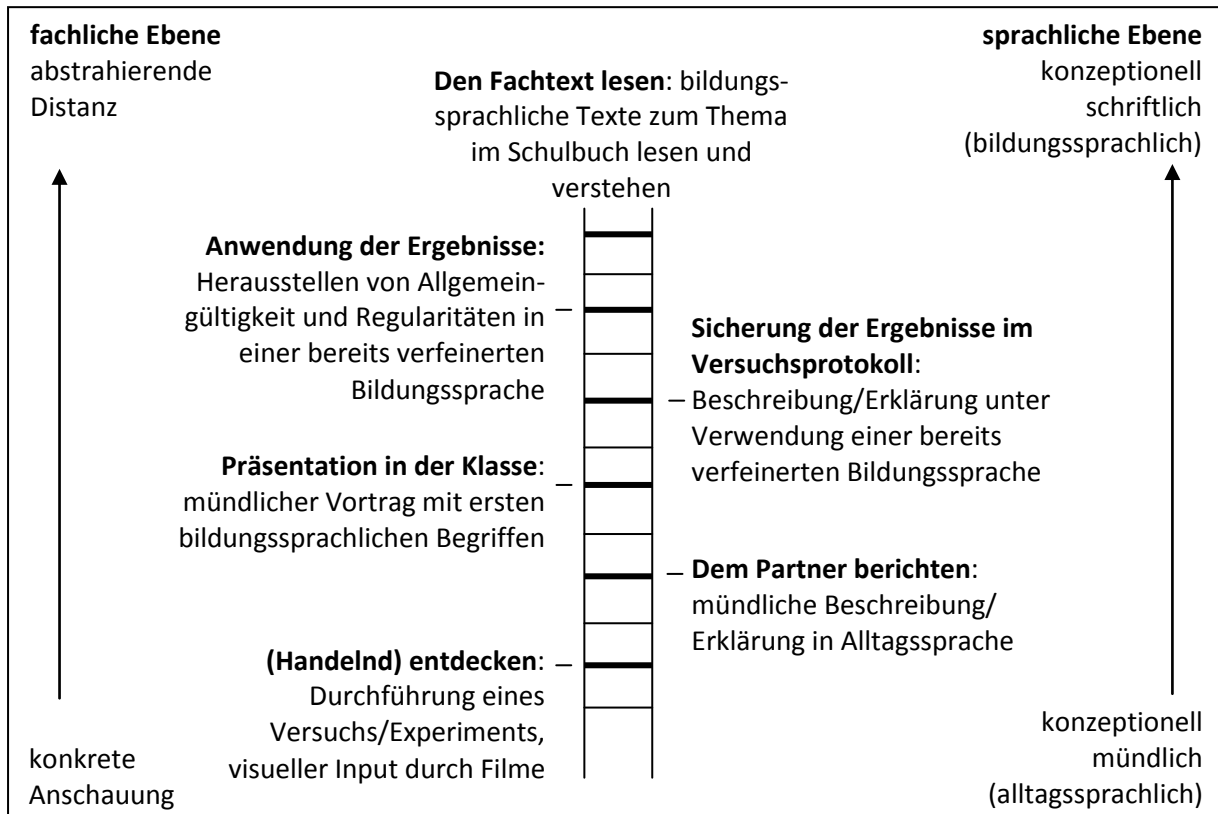 fachliche Ebene
abstrahierende
Distanz
sprachliche Ebene
konzeptionell
schriftlich
(bildungssprachlich)
Den Fachtext lesen: bildungs-
sprachliche Texte zum Thema
im Schulbuch lesen und
verstehen
Anwendung der Ergebnisse:
Herausstellen von Allgemein-
gültigkeit und Regularitäten in
einer bereits verfeinerten
Bildungssprache
Sicherung der Ergebnisse im
Versuchsprotokoll:
Beschreibung/Erklärung unter
Verwendung einer bereits
verfeinerten Bildungssprache
Präsentation in der Klasse:
mündlicher Vortrag mit ersten
bildungssprachlichen Begriffen
Dem Partner berichten:
mündliche Beschreibung/
Erklärung in Alltagssprache
(Handelnd) entdecken:
Durchführung eines
Versuchs/Experiments,
visueller Input durch Filme
konkrete
Anschauung
konzeptionell
mündlich
(alltagssprachlich)